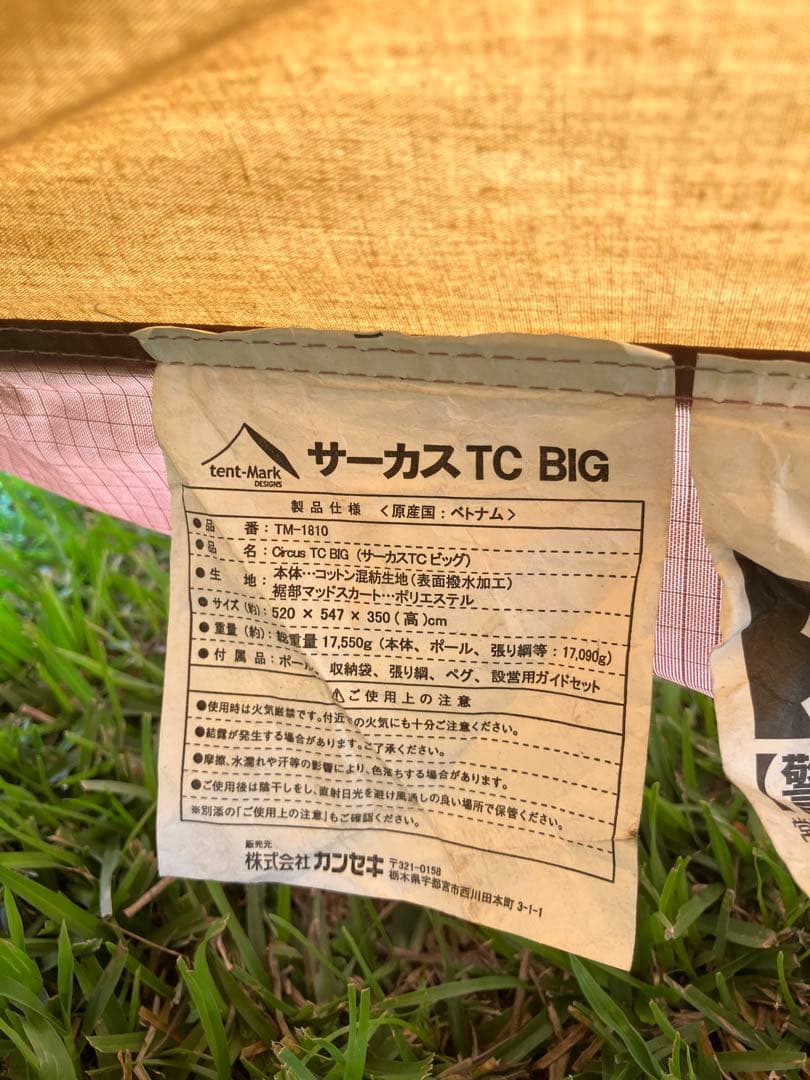 tent-Mark
DESIGNS
サーカス TC BIG
製品仕様 〈原産国：ベトナム〉
●品 番：TM-1810
●品 名：Circus TC BIG（サーカスTCビッグ）
●生 地：本体…コットン混紡生地（表面撥水加工）
裾部マッドスカート…ポリエステル
●サイズ（約）：520 × 547 × 350（高）cm
●重量（約）：総重量 17,550g（本体、ポール、張り綱等：17,090g）
●付属品：ポール、収納袋、張り綱、ペグ、設営用ガイドセット
⚠ご使用上の注意
●使用時は火気厳禁です。付近の火気にも十分ご注意ください。
●結露が発生する場合があります。ご了承ください。
●摩擦、水濡れや汗等の影響により、色落ちする場合があります。
●ご使用後は陰干しをし、直射日光を避け風通しの良い場所で保管ください。
※別添の「ご使用上の注意」もご確認ください。
販売元
株式会社 カンセキ
〒321-0158
栃木県宇都宮市西川田本町 3-1-1
【警